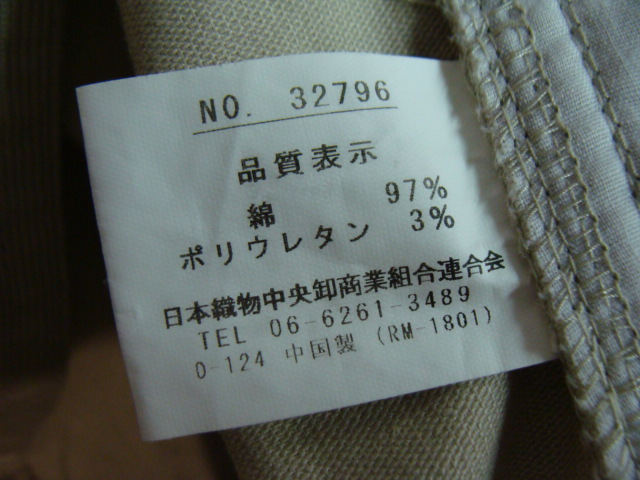 NO. 32796
品質表示
綿 97%
ポリウレタン 3%
日本織物中央卸商業組合連合会
TEL 06-6261-3489
O-124 中国製 (RM-1801)